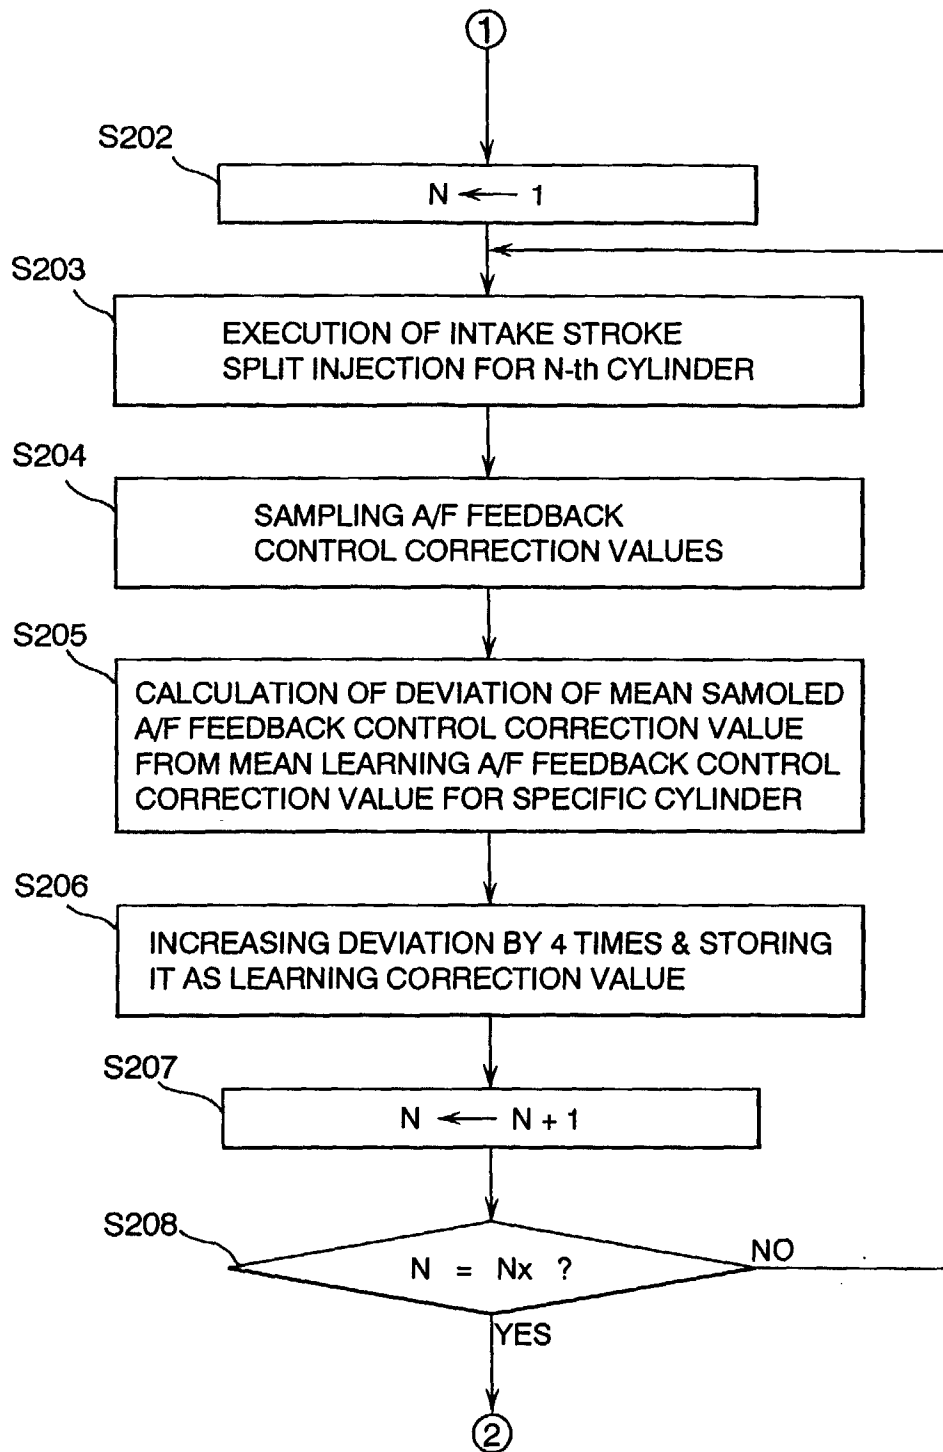 ①
S202
N ← 1
S203
EXECUTION OF INTAKE STROKE
SPLIT INJECTION FOR N-th CYLINDER
S204
SAMPLING A/F FEEDBACK
CONTROL CORRECTION VALUES
S205
CALCULATION OF DEVIATION OF MEAN SAMOLED
A/F FEEDBACK CONTROL CORRECTION VALUE
FROM MEAN LEARNING A/F FEEDBACK CONTROL
CORRECTION VALUE FOR SPECIFIC CYLINDER
S206
INCREASING DEVIATION BY 4 TIMES & STORING
IT AS LEARNING CORRECTION VALUE
S207
N ← N + 1
S208
N = Nx ?
NO
YES
②